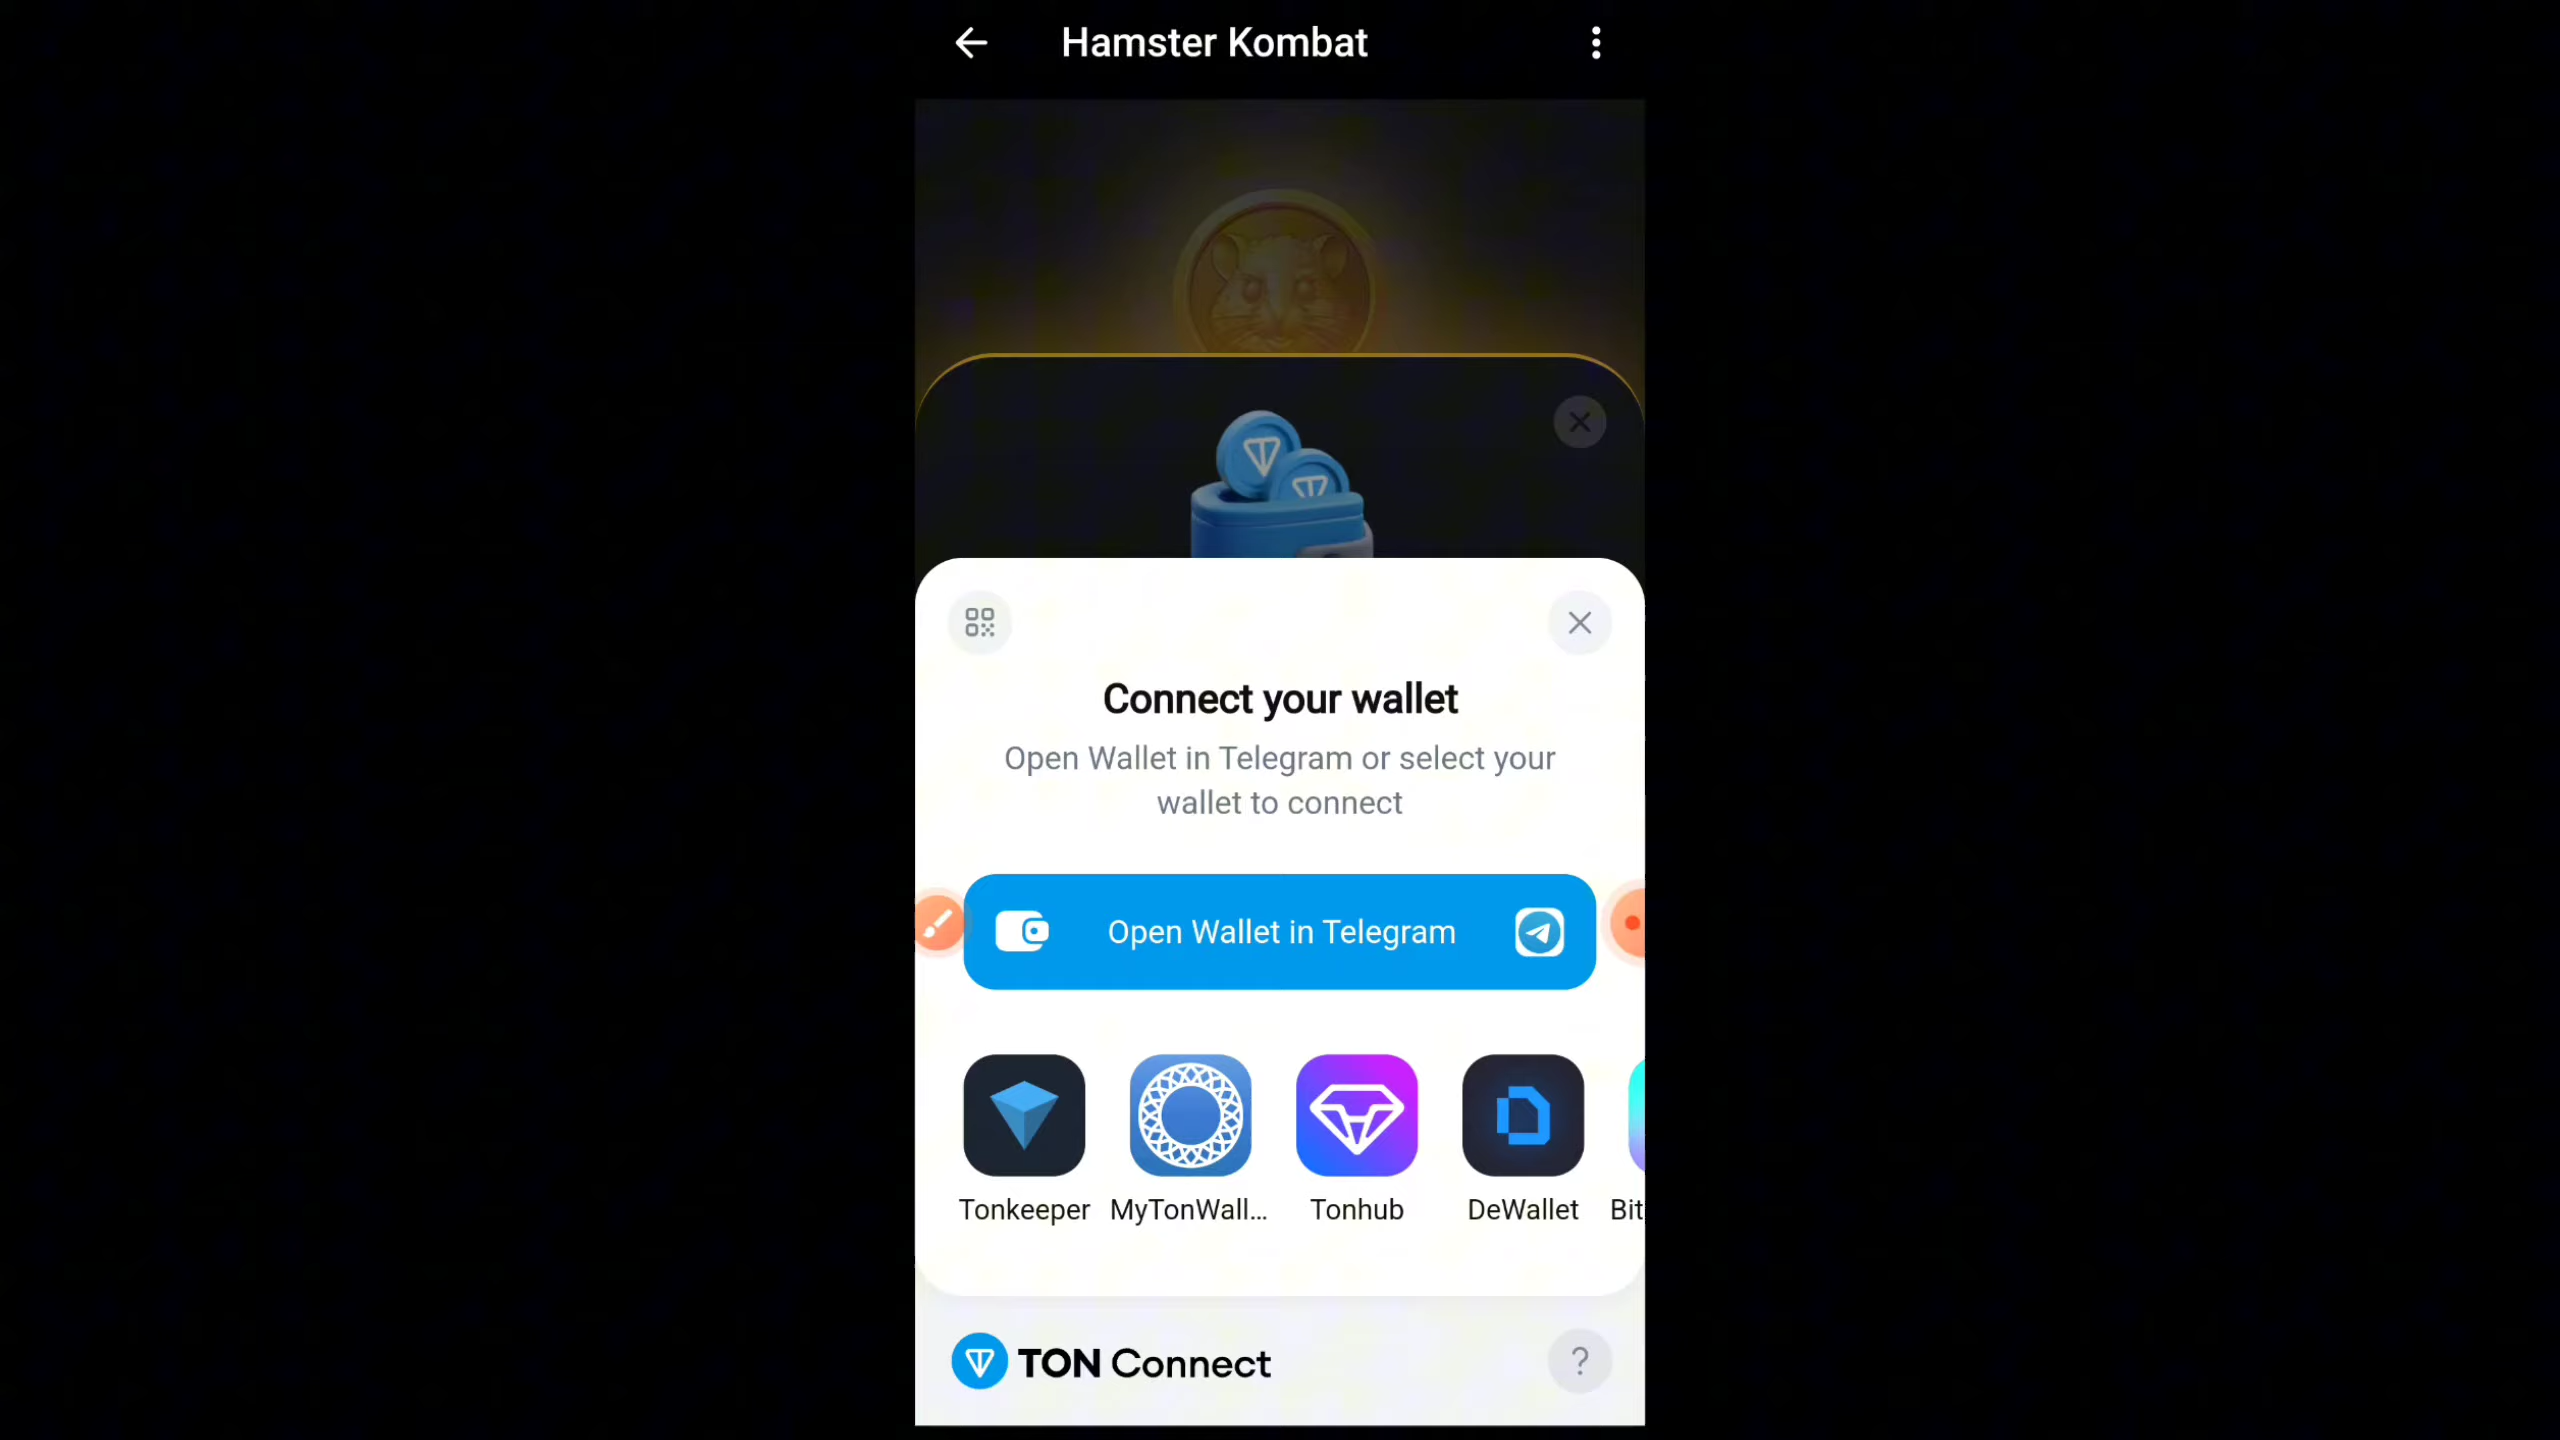 Hamster Kombat
Connect your wallet
Open Wallet in Telegram or select your
wallet to connect
Open Wallet in Telegram
Tonkeeper
MyTonWall...
Tonhub
DeWallet
Bit
TON Connect
?